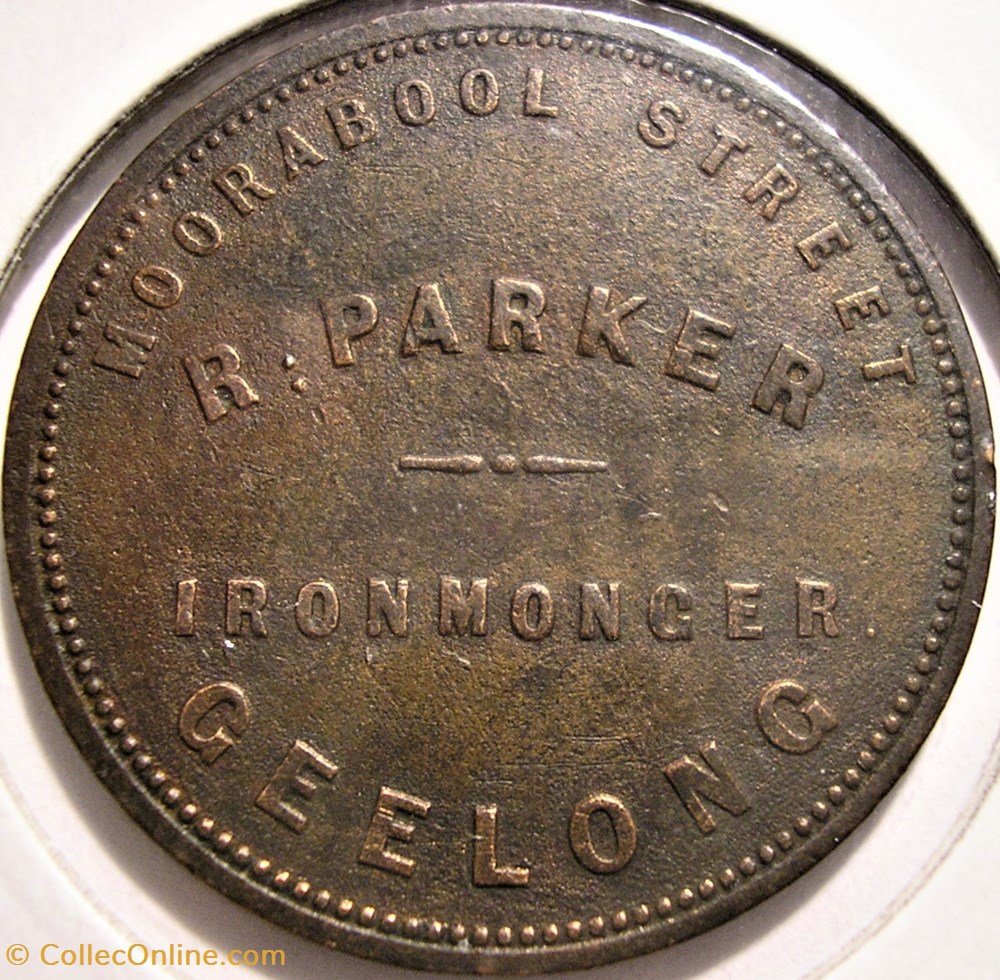 MOORABOOL STREET
R: PARKER
IRONMONGER.
GEELONG
© CollecOnline.com